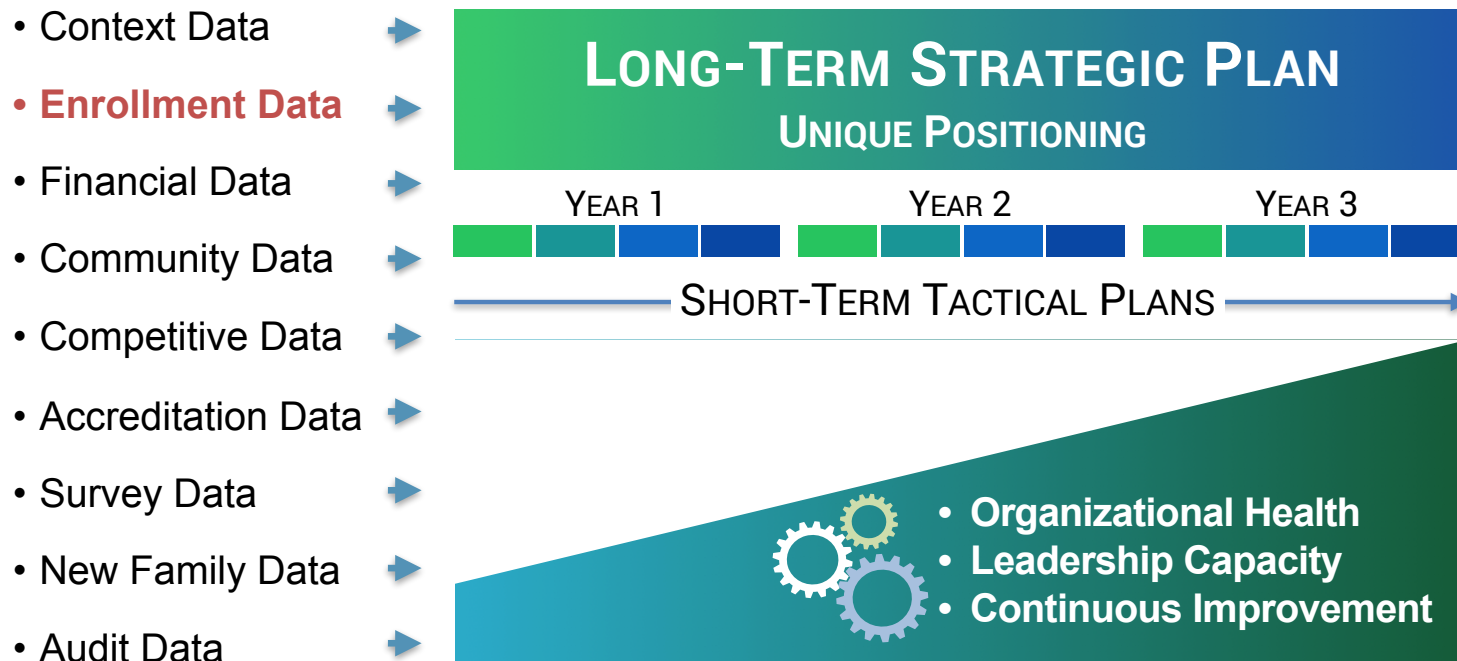 • Context Data
• Enrollment Data
• Financial Data
• Community Data
• Competitive Data
• Accreditation Data
• Survey Data
• New Family Data
• Audit Data
LONG-TERM STRATEGIC PLAN
UNIQUE POSITIONING
YEAR 1 YEAR 2 YEAR 3
SHORT-TERM TACTICAL PLANS
• Organizational Health
• Leadership Capacity
• Continuous Improvement